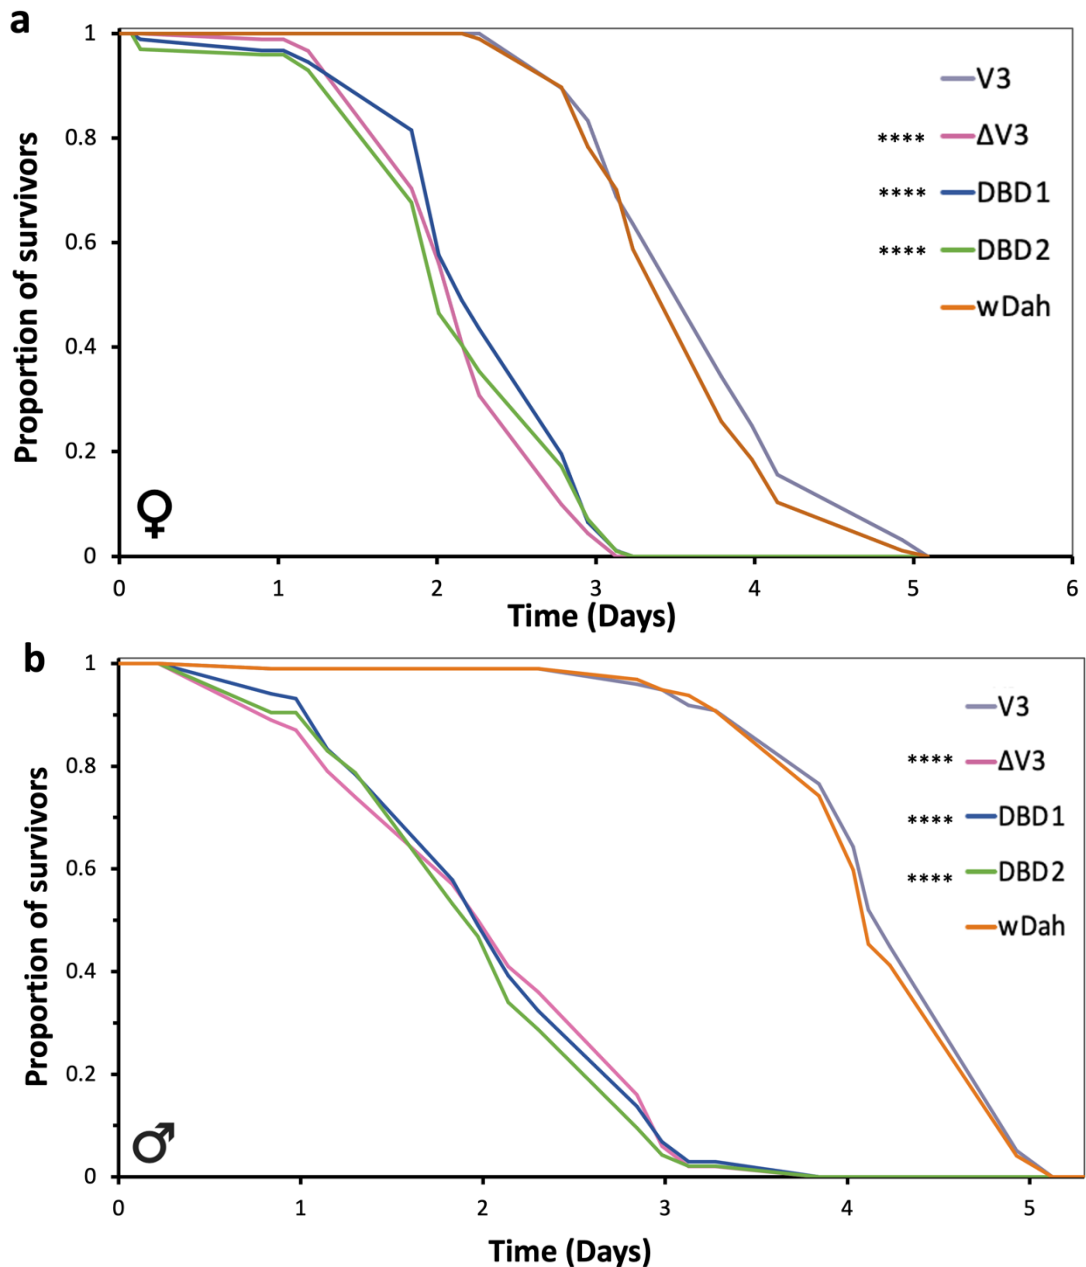 a
Proportion of survivors
1
0.8
0.6
0.4
0.2
0
0 1 2 3 4 5 6
Time (Days)
V3
**** ΔV3
**** DBD1
**** DBD2
wDah
♀
b
Proportion of survivors
1
0.8
0.6
0.4
0.2
0
0 1 2 3 4 5
Time (Days)
V3
**** ΔV3
**** DBD1
**** DBD2
wDah
♂